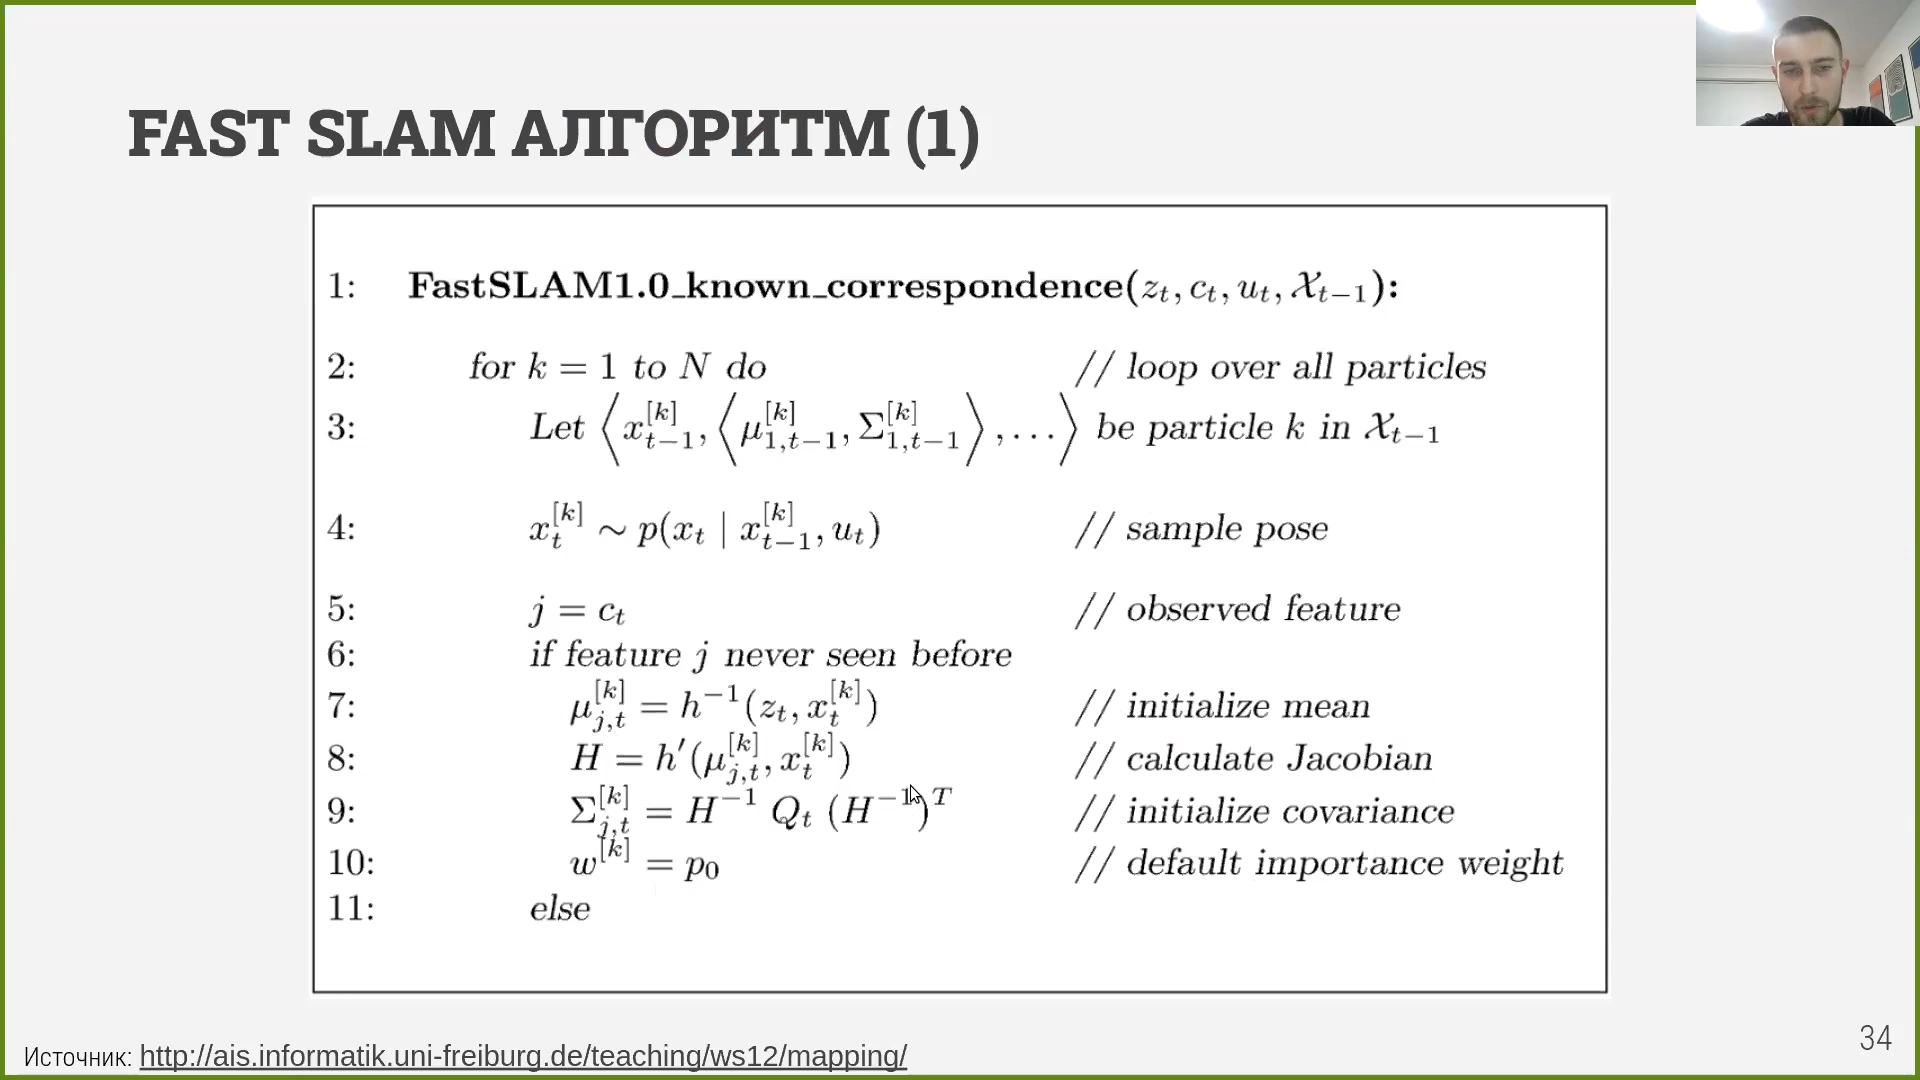 FAST SLAM АЛГОРИТМ (1)
1: FastSLAM1.0_known_correspondence(z_t, c_t, u_t, 𝒳_{t−1}):
2: for k = 1 to N do // loop over all particles
3: Let ⟨x_{t−1}^{[k]}, ⟨μ_{1,t−1}^{[k]}, Σ_{1,t−1}^{[k]}⟩, ...⟩ be particle k in 𝒳_{t−1}
4: x_t^{[k]} ∼ p(x_t | x_{t−1}^{[k]}, u_t) // sample pose
5: j = c_t // observed feature
6: if feature j never seen before
7: μ_{j,t}^{[k]} = h^{−1}(z_t, x_t^{[k]}) // initialize mean
8: H = h′(μ_{j,t}^{[k]}, x_t^{[k]}) // calculate Jacobian
9: Σ_{j,t}^{[k]} = H^{−1} Q_t (H^{−1})^T // initialize covariance
10: w^{[k]} = p_0 // default importance weight
11: else
34
Источник: http://ais.informatik.uni-freiburg.de/teaching/ws12/mapping/